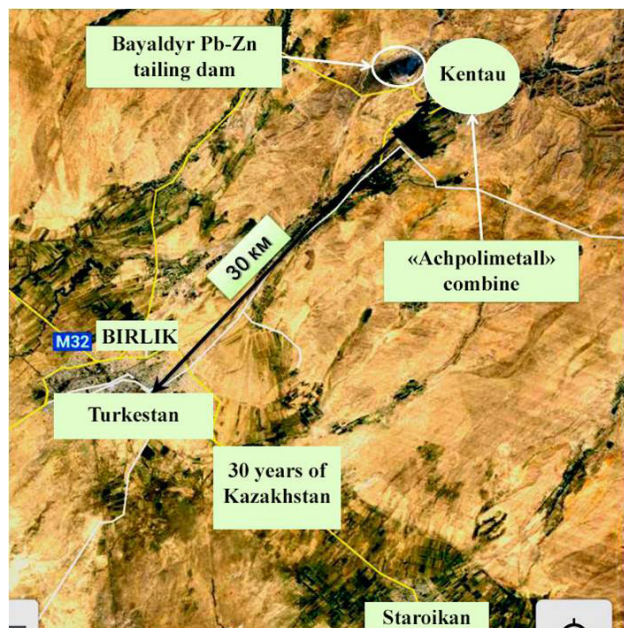 Bayaldyr Pb-Zn
tailing dam
Kentau
30 км
«Achpolimetall»
combine
M32
BIRLIK
Turkestan
30 years of
Kazakhstan
Staroikan